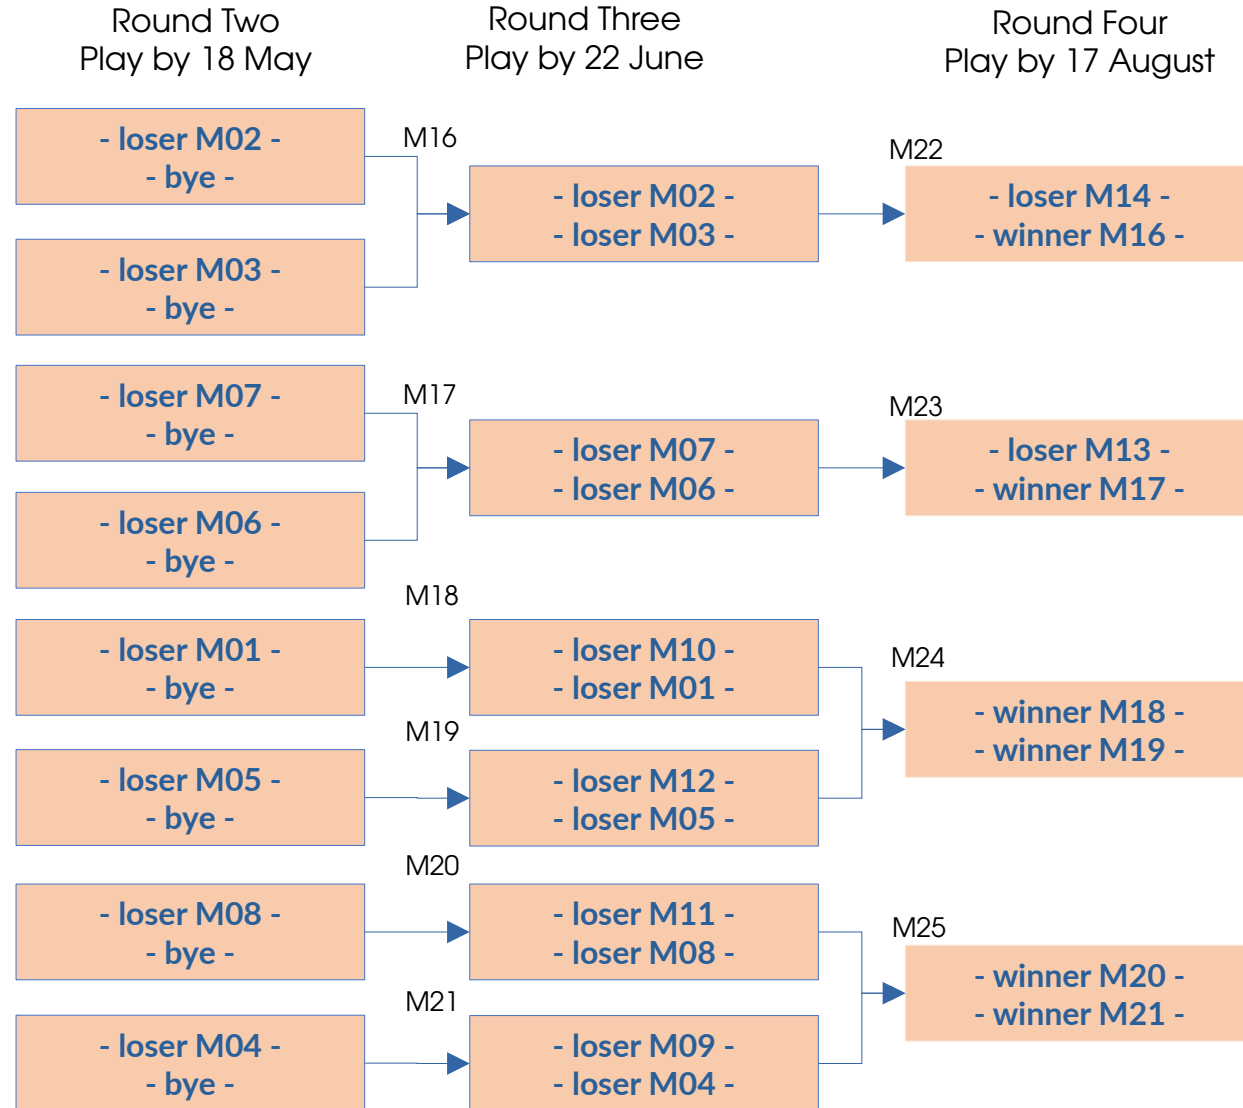 Round Two
Play by 18 May
Round Three
Play by 22 June
Round Four
Play by 17 August
- loser M02 -
- bye -
- loser M03 -
- bye -
M16
- loser M02 -
- loser M03 -
M22
- loser M14 -
- winner M16 -
- loser M07 -
- bye -
- loser M06 -
- bye -
M17
- loser M07 -
- loser M06 -
M23
- loser M13 -
- winner M17 -
- loser M01 -
- bye -
M18
- loser M10 -
- loser M01 -
- loser M05 -
- bye -
M19
- loser M12 -
- loser M05 -
M24
- winner M18 -
- winner M19 -
- loser M08 -
- bye -
M20
- loser M11 -
- loser M08 -
- loser M04 -
- bye -
M21
- loser M09 -
- loser M04 -
M25
- winner M20 -
- winner M21 -